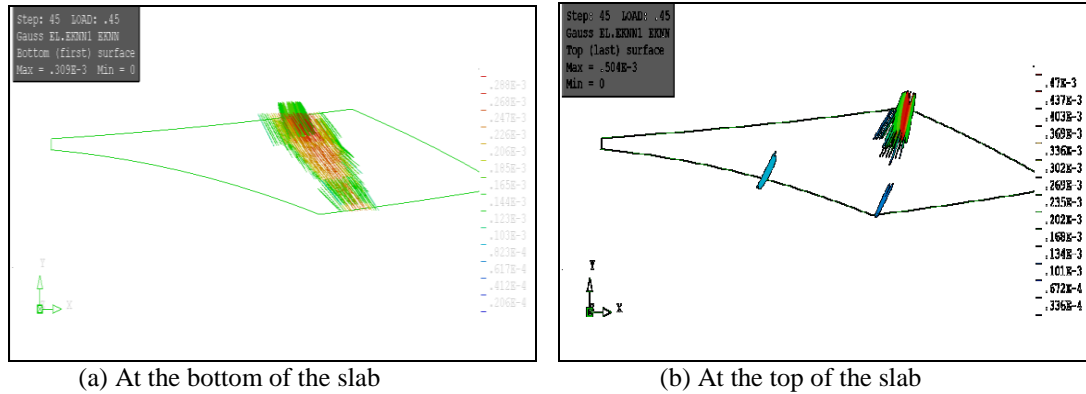 Step: 45 LOAD: .45
Gauss EL.EKNN1 EKNN
Bottom (first) surface
Max = .309E-3 Min = 0
.288E-3
.268E-3
.247E-3
.226E-3
.206E-3
.185E-3
.165E-3
.144E-3
.123E-3
.103E-3
.823E-4
.617E-4
.412E-4
.206E-4
Y
X
(a) At the bottom of the slab
Step: 45 LOAD: .45
Gauss EL.EKNN1 EKNN
Top (last) surface
Max = .504E-3
Min = 0
.47E-3
.437E-3
.403E-3
.369E-3
.336E-3
.302E-3
.269E-3
.235E-3
.202E-3
.168E-3
.134E-3
.101E-3
.672E-4
.336E-4
Y
X
(b) At the top of the slab